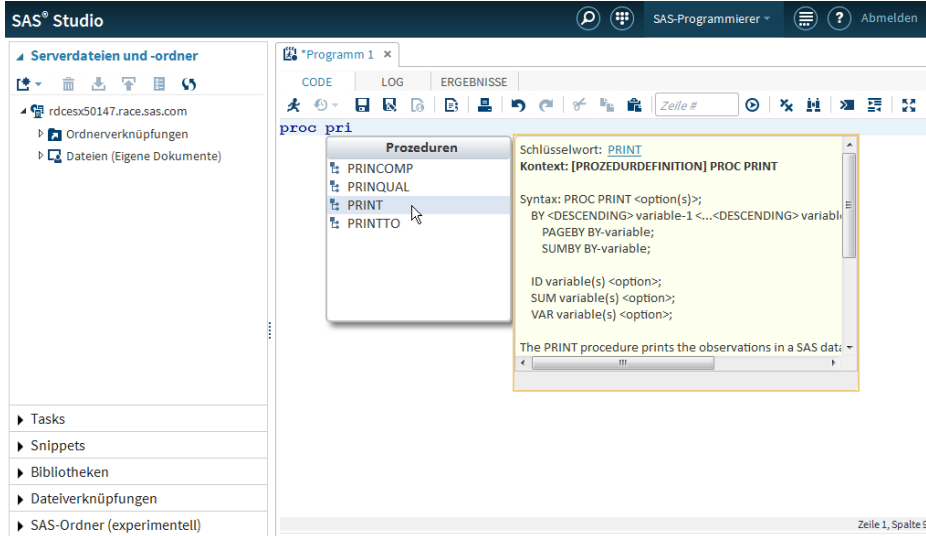 SAS® Studio
SAS-Programmierer
?
Abmelden
Serverdateien und -ordner
rdcesx50147.race.sas.com
Ordnerverknüpfungen
Dateien (Eigene Dokumente)
Tasks
Snippets
Bibliotheken
Dateiverknüpfungen
SAS-Ordner (experimentell)
*Programm 1 ×
CODE LOG ERGEBNISSE
Zeile #
proc pri
Prozeduren
PRINCOMP
PRINQUAL
PRINT
PRINTTO
Schlüsselwort: PRINT
Kontext: [PROZEDURDEFINITION] PROC PRINT
Syntax: PROC PRINT <option(s)>;
BY <DESCENDING> variable-1 <...<DESCENDING> variabl
PAGEBY BY-variable;
SUMBY BY-variable;
ID variable(s) <option>;
SUM variable(s) <option>;
VAR variable(s) <option>;
The PRINT procedure prints the observations in a SAS data
Zeile 1, Spalte 9